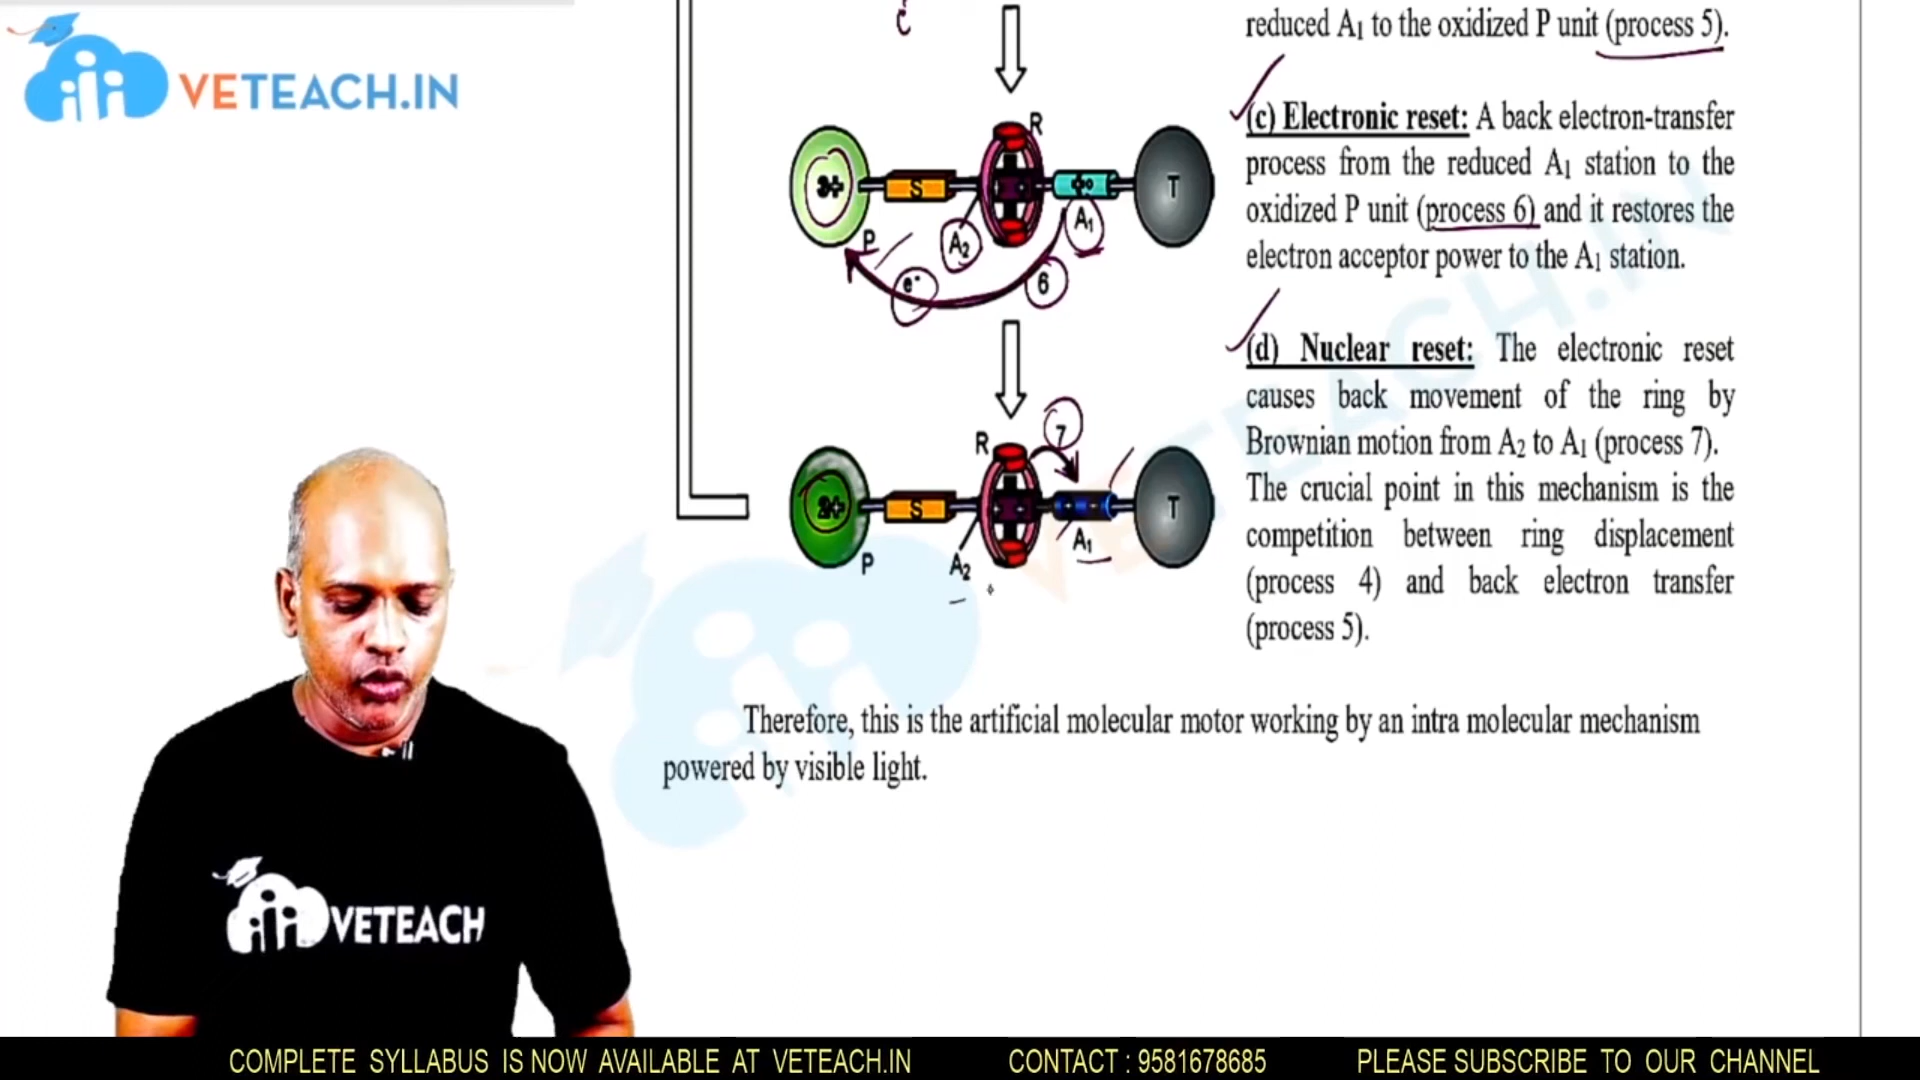 VETEACH.IN
reduced A₁ to the oxidized P unit (process 5).
(c) Electronic reset: A back electron-transfer
process from the reduced A₁ station to the
oxidized P unit (process 6) and it restores the
electron acceptor power to the A₁ station.
R
3+
S
T
P
A₂
A₁
e⁻
6
(d) Nuclear reset: The electronic reset
causes back movement of the ring by
Brownian motion from A₂ to A₁ (process 7).
The crucial point in this mechanism is the
competition between ring displacement
(process 4) and back electron transfer
(process 5).
R
7
2+
S
T
P
A₂
A₁
Therefore, this is the artificial molecular motor working by an intra molecular mechanism
powered by visible light.
VETEACH
VETEACH.IN
COMPLETE SYLLABUS IS NOW AVAILABLE AT VETEACH.IN CONTACT : 9581678685 PLEASE SUBSCRIBE TO OUR CHANNEL